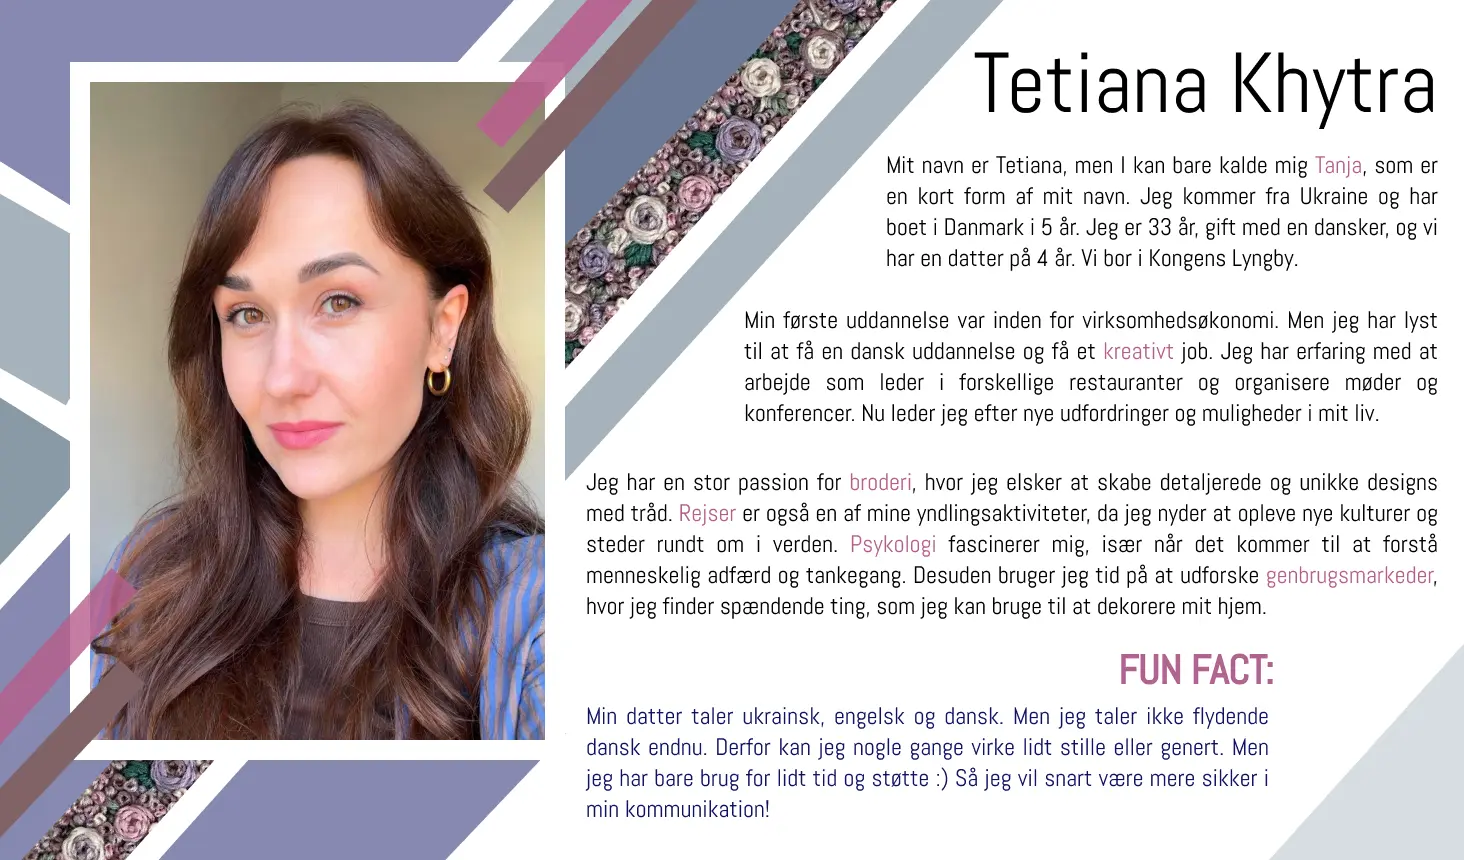 Tetiana Khytra
Mit navn er Tetiana, men I kan bare kalde mig Tanja, som er
en kort form af mit navn. Jeg kommer fra Ukraine og har
boet i Danmark i 5 år. Jeg er 33 år, gift med en dansker, og vi
har en datter på 4 år. Vi bor i Kongens Lyngby.
Min første uddannelse var inden for virksomhedsøkonomi. Men jeg har lyst
til at få en dansk uddannelse og få et kreativt job. Jeg har erfaring med at
arbejde som leder i forskellige restauranter og organisere møder og
konferencer. Nu leder jeg efter nye udfordringer og muligheder i mit liv.
Jeg har en stor passion for broderi, hvor jeg elsker at skabe detaljerede og unikke designs
med tråd. Rejser er også en af mine yndlingsaktiviteter, da jeg nyder at opleve nye kulturer og
steder rundt om i verden. Psykologi fascinerer mig, især når det kommer til at forstå
menneskelig adfærd og tankegang. Desuden bruger jeg tid på at udforske genbrugsmarkeder,
hvor jeg finder spændende ting, som jeg kan bruge til at dekorere mit hjem.
FUN FACT:
Min datter taler ukrainsk, engelsk og dansk. Men jeg taler ikke flydende
dansk endnu. Derfor kan jeg nogle gange virke lidt stille eller genert. Men
jeg har bare brug for lidt tid og støtte :) Så jeg vil snart være mere sikker i
min kommunikation!